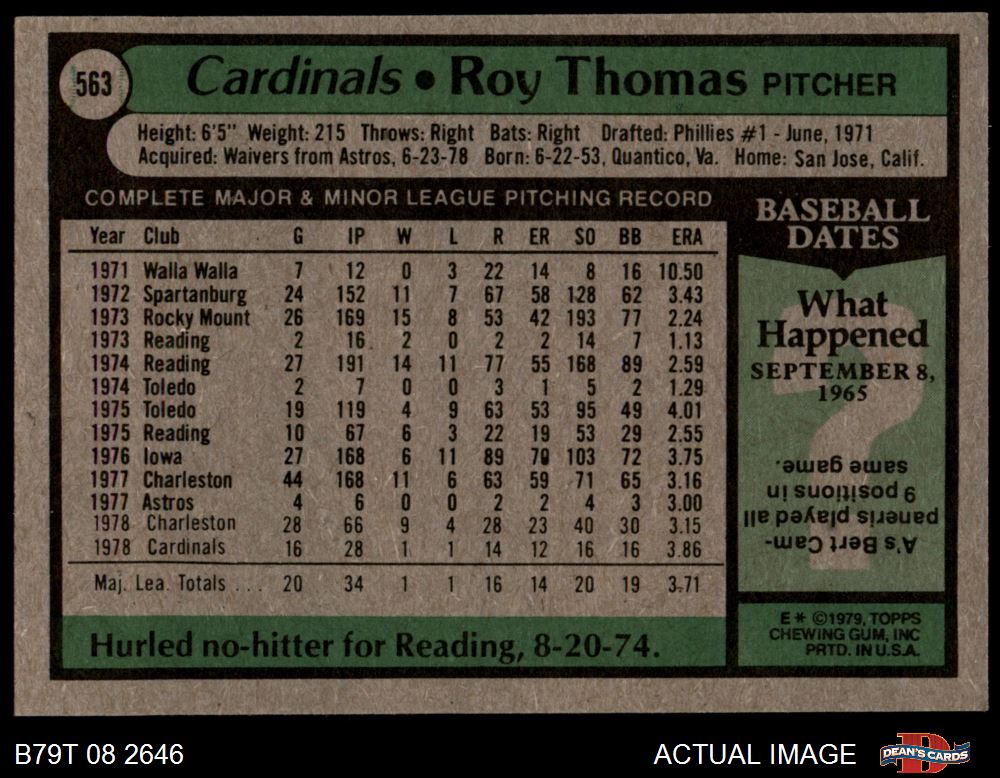 563
Cardinals • Roy Thomas PITCHER
Height: 6'5" Weight: 215 Throws: Right Bats: Right Drafted: Phillies #1 - June, 1971
Acquired: Waivers from Astros, 6-23-78 Born: 6-22-53, Quantico, Va. Home: San Jose, Calif.
COMPLETE MAJOR & MINOR LEAGUE PITCHING RECORD
Year Club G IP W L R ER SO BB ERA
1971 Walla Walla 7 12 0 3 22 14 8 16 10.50
1972 Spartanburg 24 152 11 7 67 58 128 62 3.43
1973 Rocky Mount 26 169 15 8 53 42 193 77 2.24
1973 Reading 2 16 2 0 2 2 14 7 1.13
1974 Reading 27 191 14 11 77 55 168 89 2.59
1974 Toledo 2 7 0 0 3 1 5 2 1.29
1975 Toledo 19 119 4 9 63 53 95 49 4.01
1975 Reading 10 67 6 3 22 19 53 29 2.55
1976 Iowa 27 168 6 11 89 70 103 72 3.75
1977 Charleston 44 168 11 6 63 59 71 65 3.16
1977 Astros 4 6 0 0 2 2 4 3 3.00
1978 Charleston 28 66 9 4 28 23 40 30 3.15
1978 Cardinals 16 28 1 1 14 12 16 16 3.86
Maj. Lea. Totals ... 20 34 1 1 16 14 20 19 3.71
Hurled no-hitter for Reading, 8-20-74.
BASEBALL
DATES
What
Happened
SEPTEMBER 8,
1965
?
A's Bert Cam-
paneris played all
9 positions in
same game.
E* ©1979, TOPPS
CHEWING GUM, INC
PRTD. IN U.S.A.
B79T 08 2646
ACTUAL IMAGE
DEAN'S CARDS